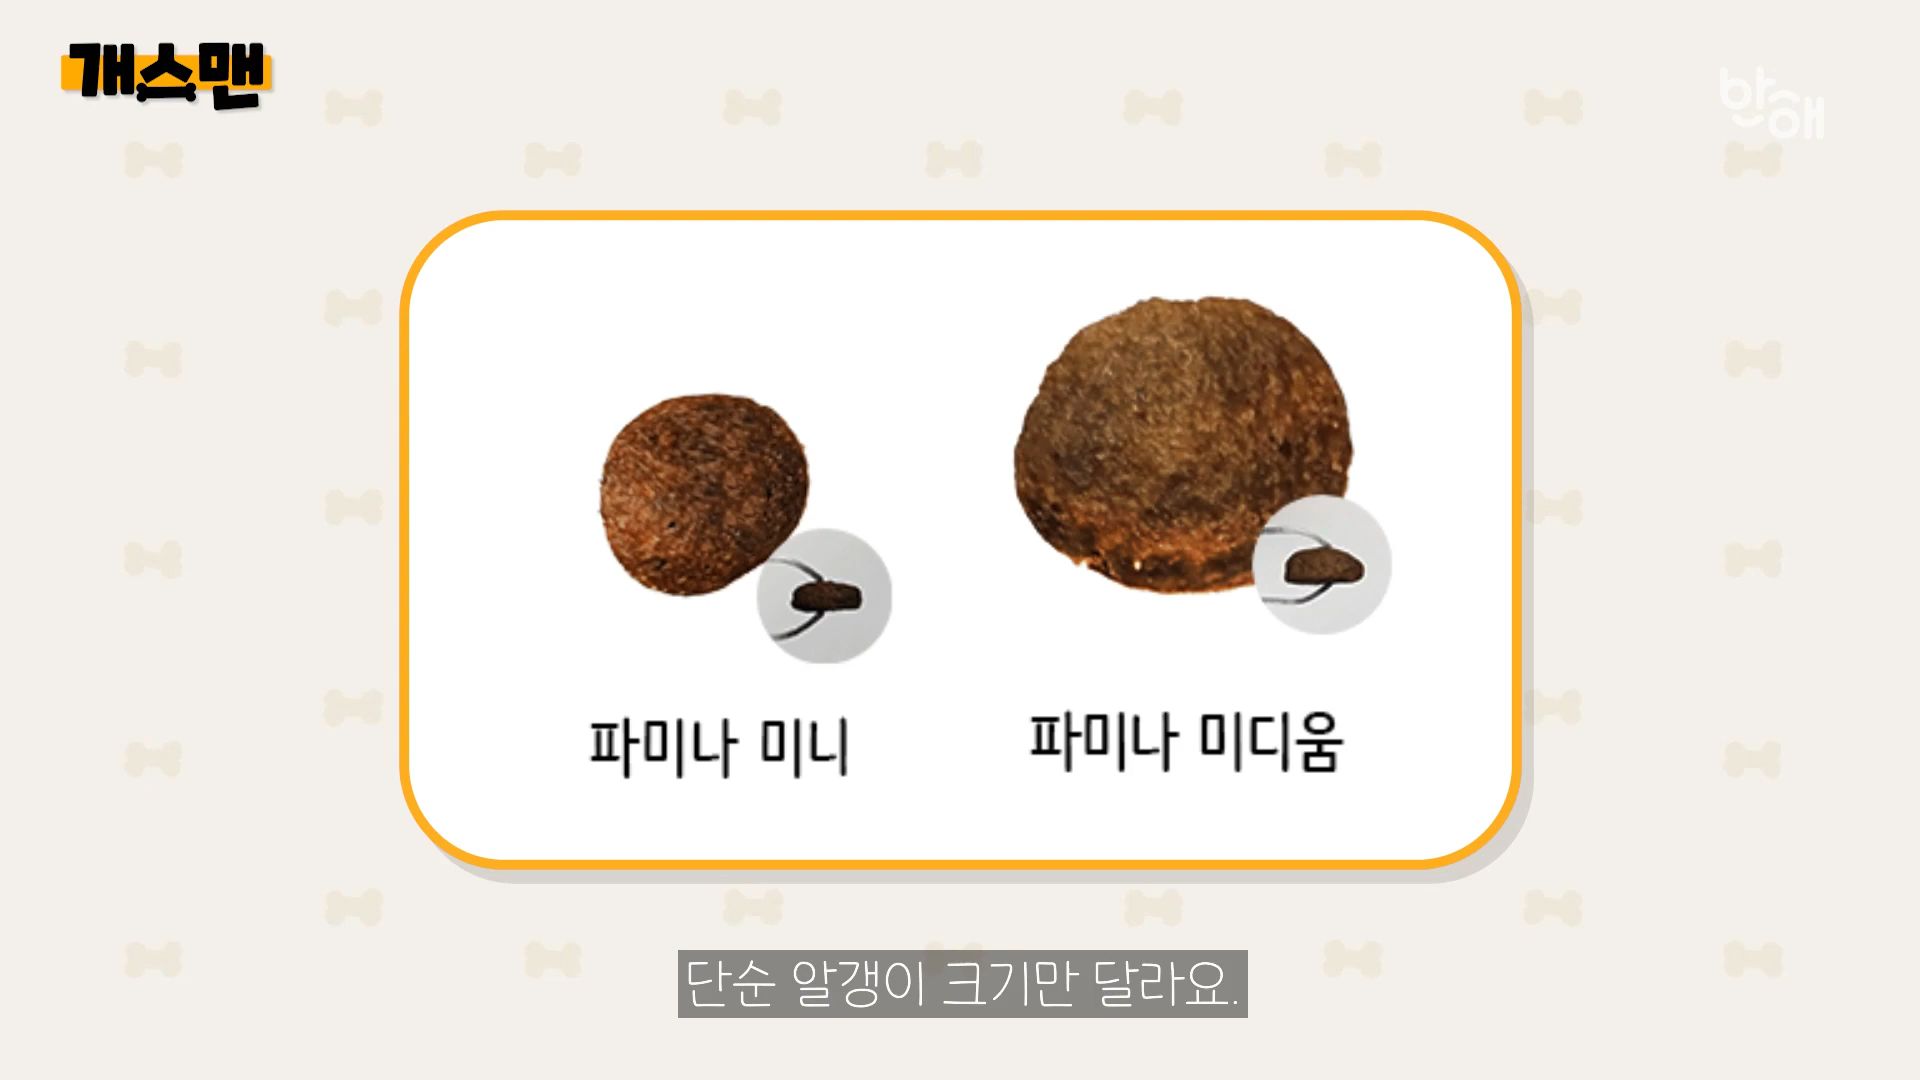 개스맨
반해
파미나 미니
파미나 미디움
단순 알갱이 크기만 달라요.